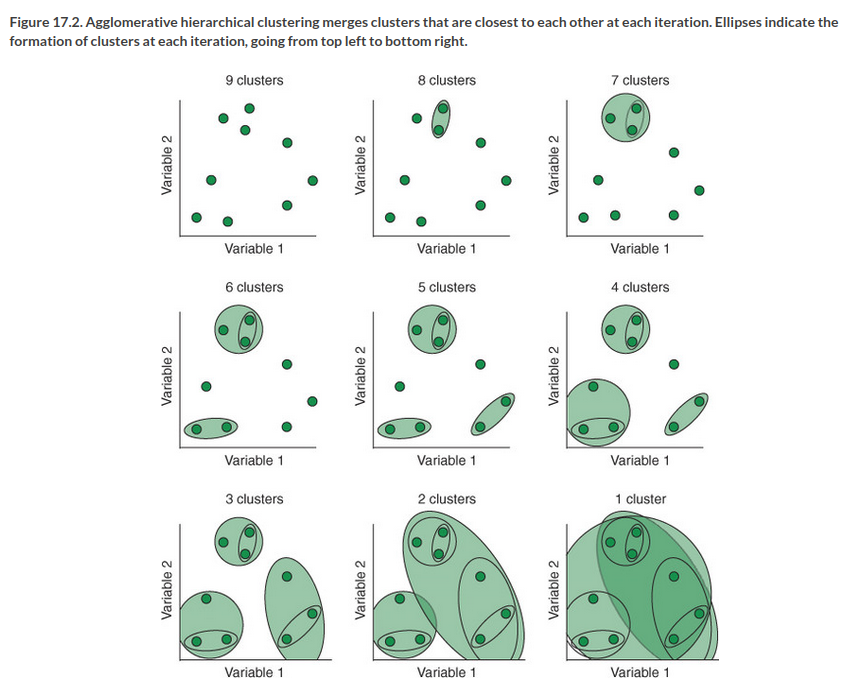 Figure 17.2. Agglomerative hierarchical clustering merges clusters that are closest to each other at each iteration. Ellipses indicate the
formation of clusters at each iteration, going from top left to bottom right.
9 clusters
8 clusters
7 clusters
Variable 2
Variable 2
Variable 2
Variable 1
Variable 1
Variable 1
6 clusters
5 clusters
4 clusters
Variable 2
Variable 2
Variable 2
Variable 1
Variable 1
Variable 1
3 clusters
2 clusters
1 cluster
Variable 2
Variable 2
Variable 2
Variable 1
Variable 1
Variable 1